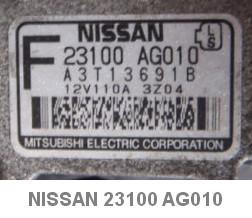 NISSAN
L
S
F
23100 AG010
A3T13691B
12V110A 3Z04
MITSUBISHI ELECTRIC CORPORATION
NISSAN 23100 AG010